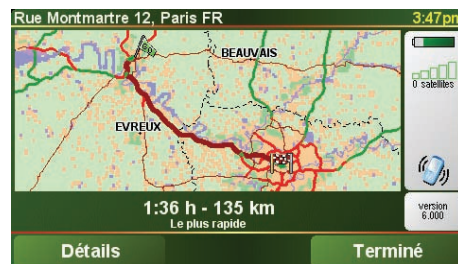 Rue Montmartre 12, Paris FR 3:47pm
BEAUVAIS
0 satellites
EVREUX
1:36 h - 135 km
Le plus rapide
version
6.000
Détails Terminé